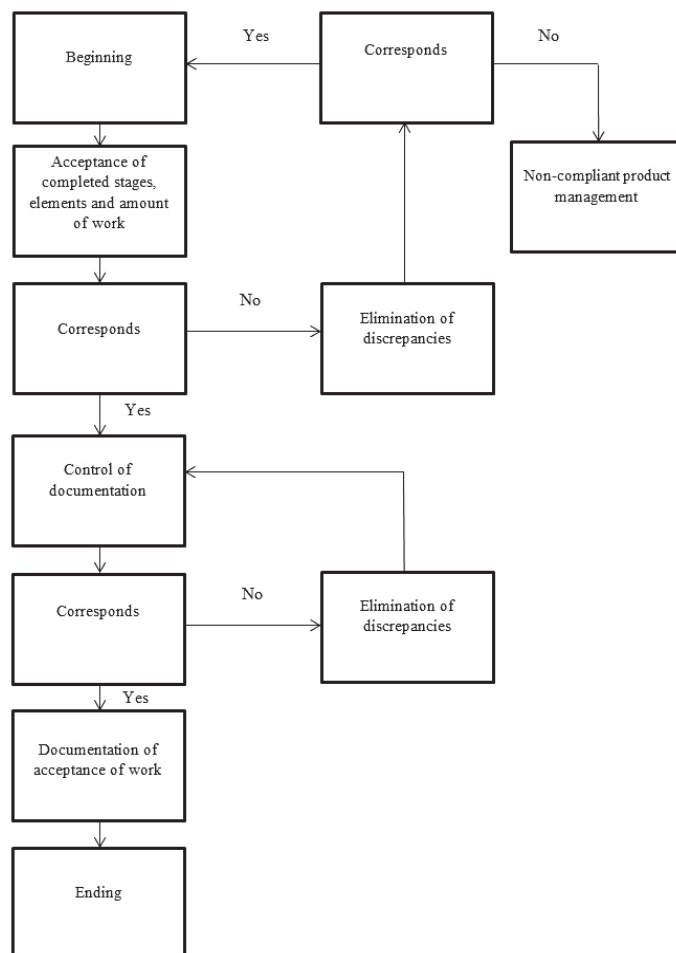 Beginning
Yes
Corresponds
No
Acceptance of
completed stages,
elements and amount
of work
Non-compliant product
management
Corresponds
No
Elimination of
discrepancies
Yes
Control of
documentation
Corresponds
No
Elimination of
discrepancies
Yes
Documentation of
acceptance of work
Ending